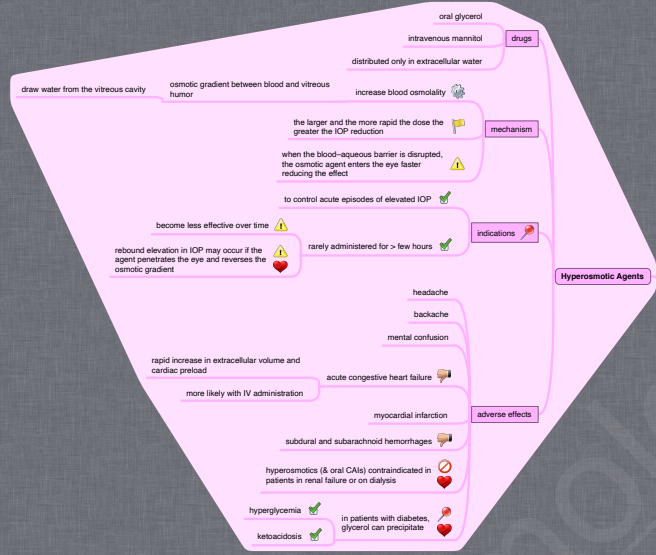 Hyperosmotic Agents
drugs
oral glycerol
intravenous mannitol
distributed only in extracellular water
mechanism
increase blood osmolality
osmotic gradient between blood and vitreous
humor
draw water from the vitreous cavity
the larger and the more rapid the dose the
greater the IOP reduction
when the blood–aqueous barrier is disrupted,
the osmotic agent enters the eye faster
reducing the effect
indications
to control acute episodes of elevated IOP
rarely administered for > few hours
become less effective over time
rebound elevation in IOP may occur if the
agent penetrates the eye and reverses the
osmotic gradient
adverse effects
headache
backache
mental confusion
acute congestive heart failure
rapid increase in extracellular volume and
cardiac preload
more likely with IV administration
myocardial infarction
subdural and subarachnoid hemorrhages
hyperosmotics (& oral CAIs) contraindicated in
patients in renal failure or on dialysis
in patients with diabetes,
glycerol can precipitate
hyperglycemia
ketoacidosis